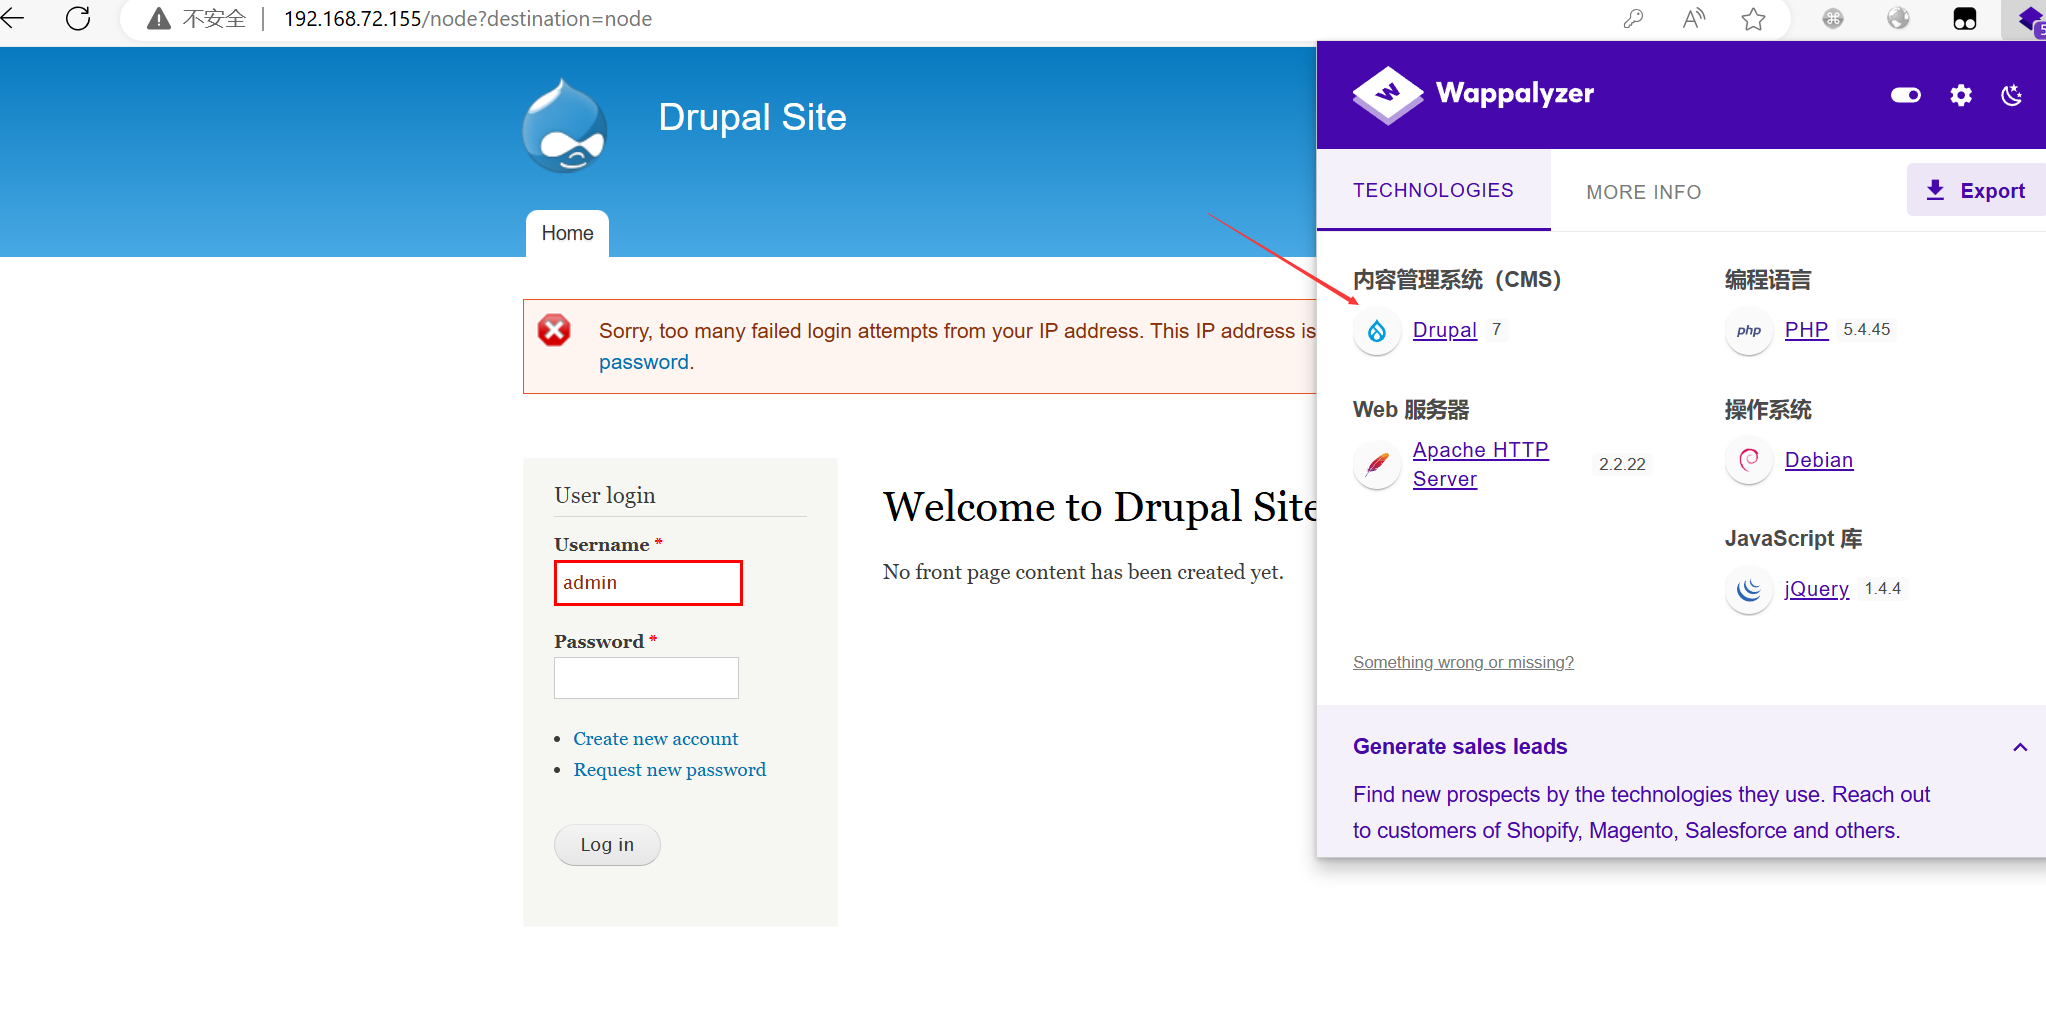 不安全 192.168.72.155/node?destination=node
Drupal Site
Home
Sorry, too many failed login attempts from your IP address. This IP address is
password.
User login
Username *
admin
Password *
Create new account
Request new password
Log in
Welcome to Drupal Site
No front page content has been created yet.
Wappalyzer
TECHNOLOGIES
MORE INFO
Export
内容管理系统（CMS）
Drupal 7
编程语言
php PHP 5.4.45
Web 服务器
Apache HTTP
Server
2.2.22
操作系统
Debian
JavaScript 库
jQuery 1.4.4
Something wrong or missing?
Generate sales leads
Find new prospects by the technologies they use. Reach out
to customers of Shopify, Magento, Salesforce and others.